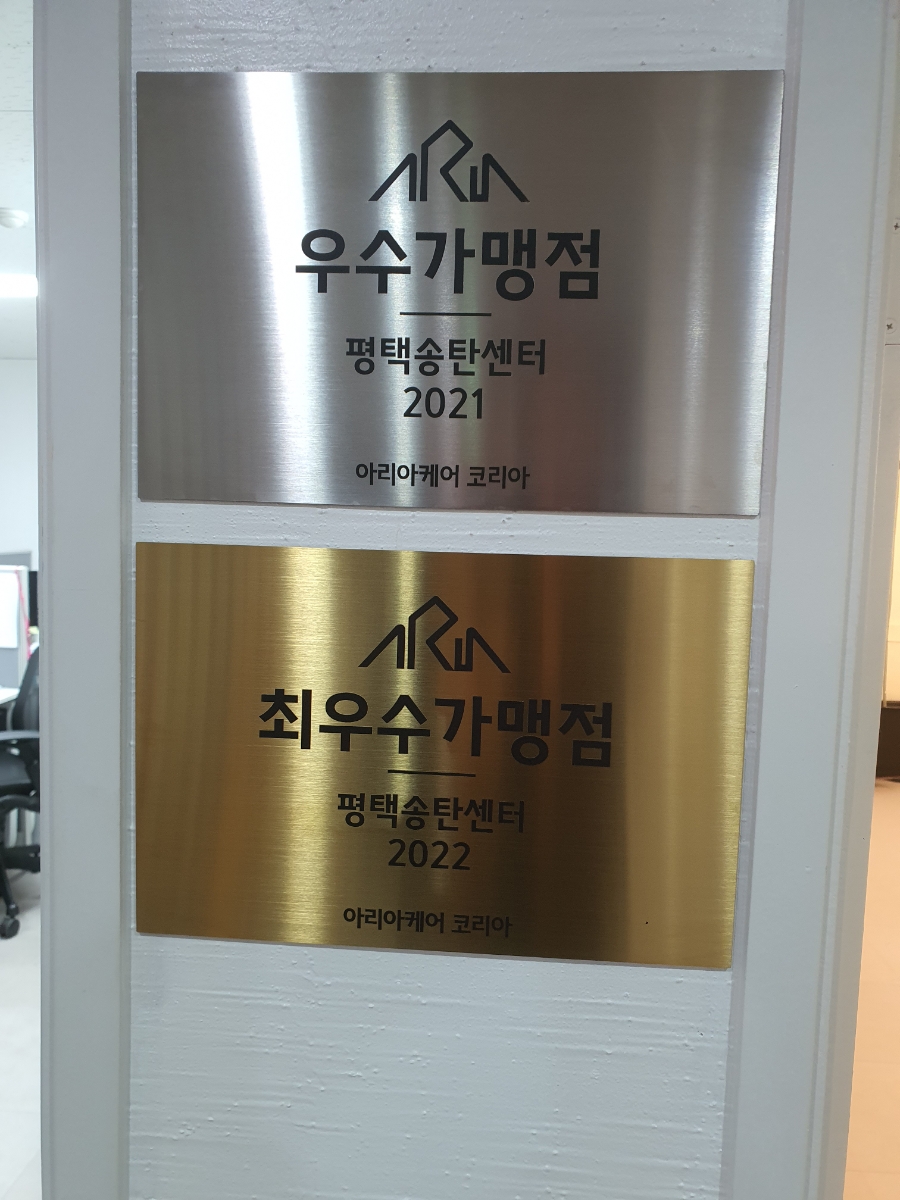 ARIA
우수가맹점
평택송탄센터
2021
아리아케어 코리아
ARIA
최우수가맹점
평택송탄센터
2022
아리아케어 코리아